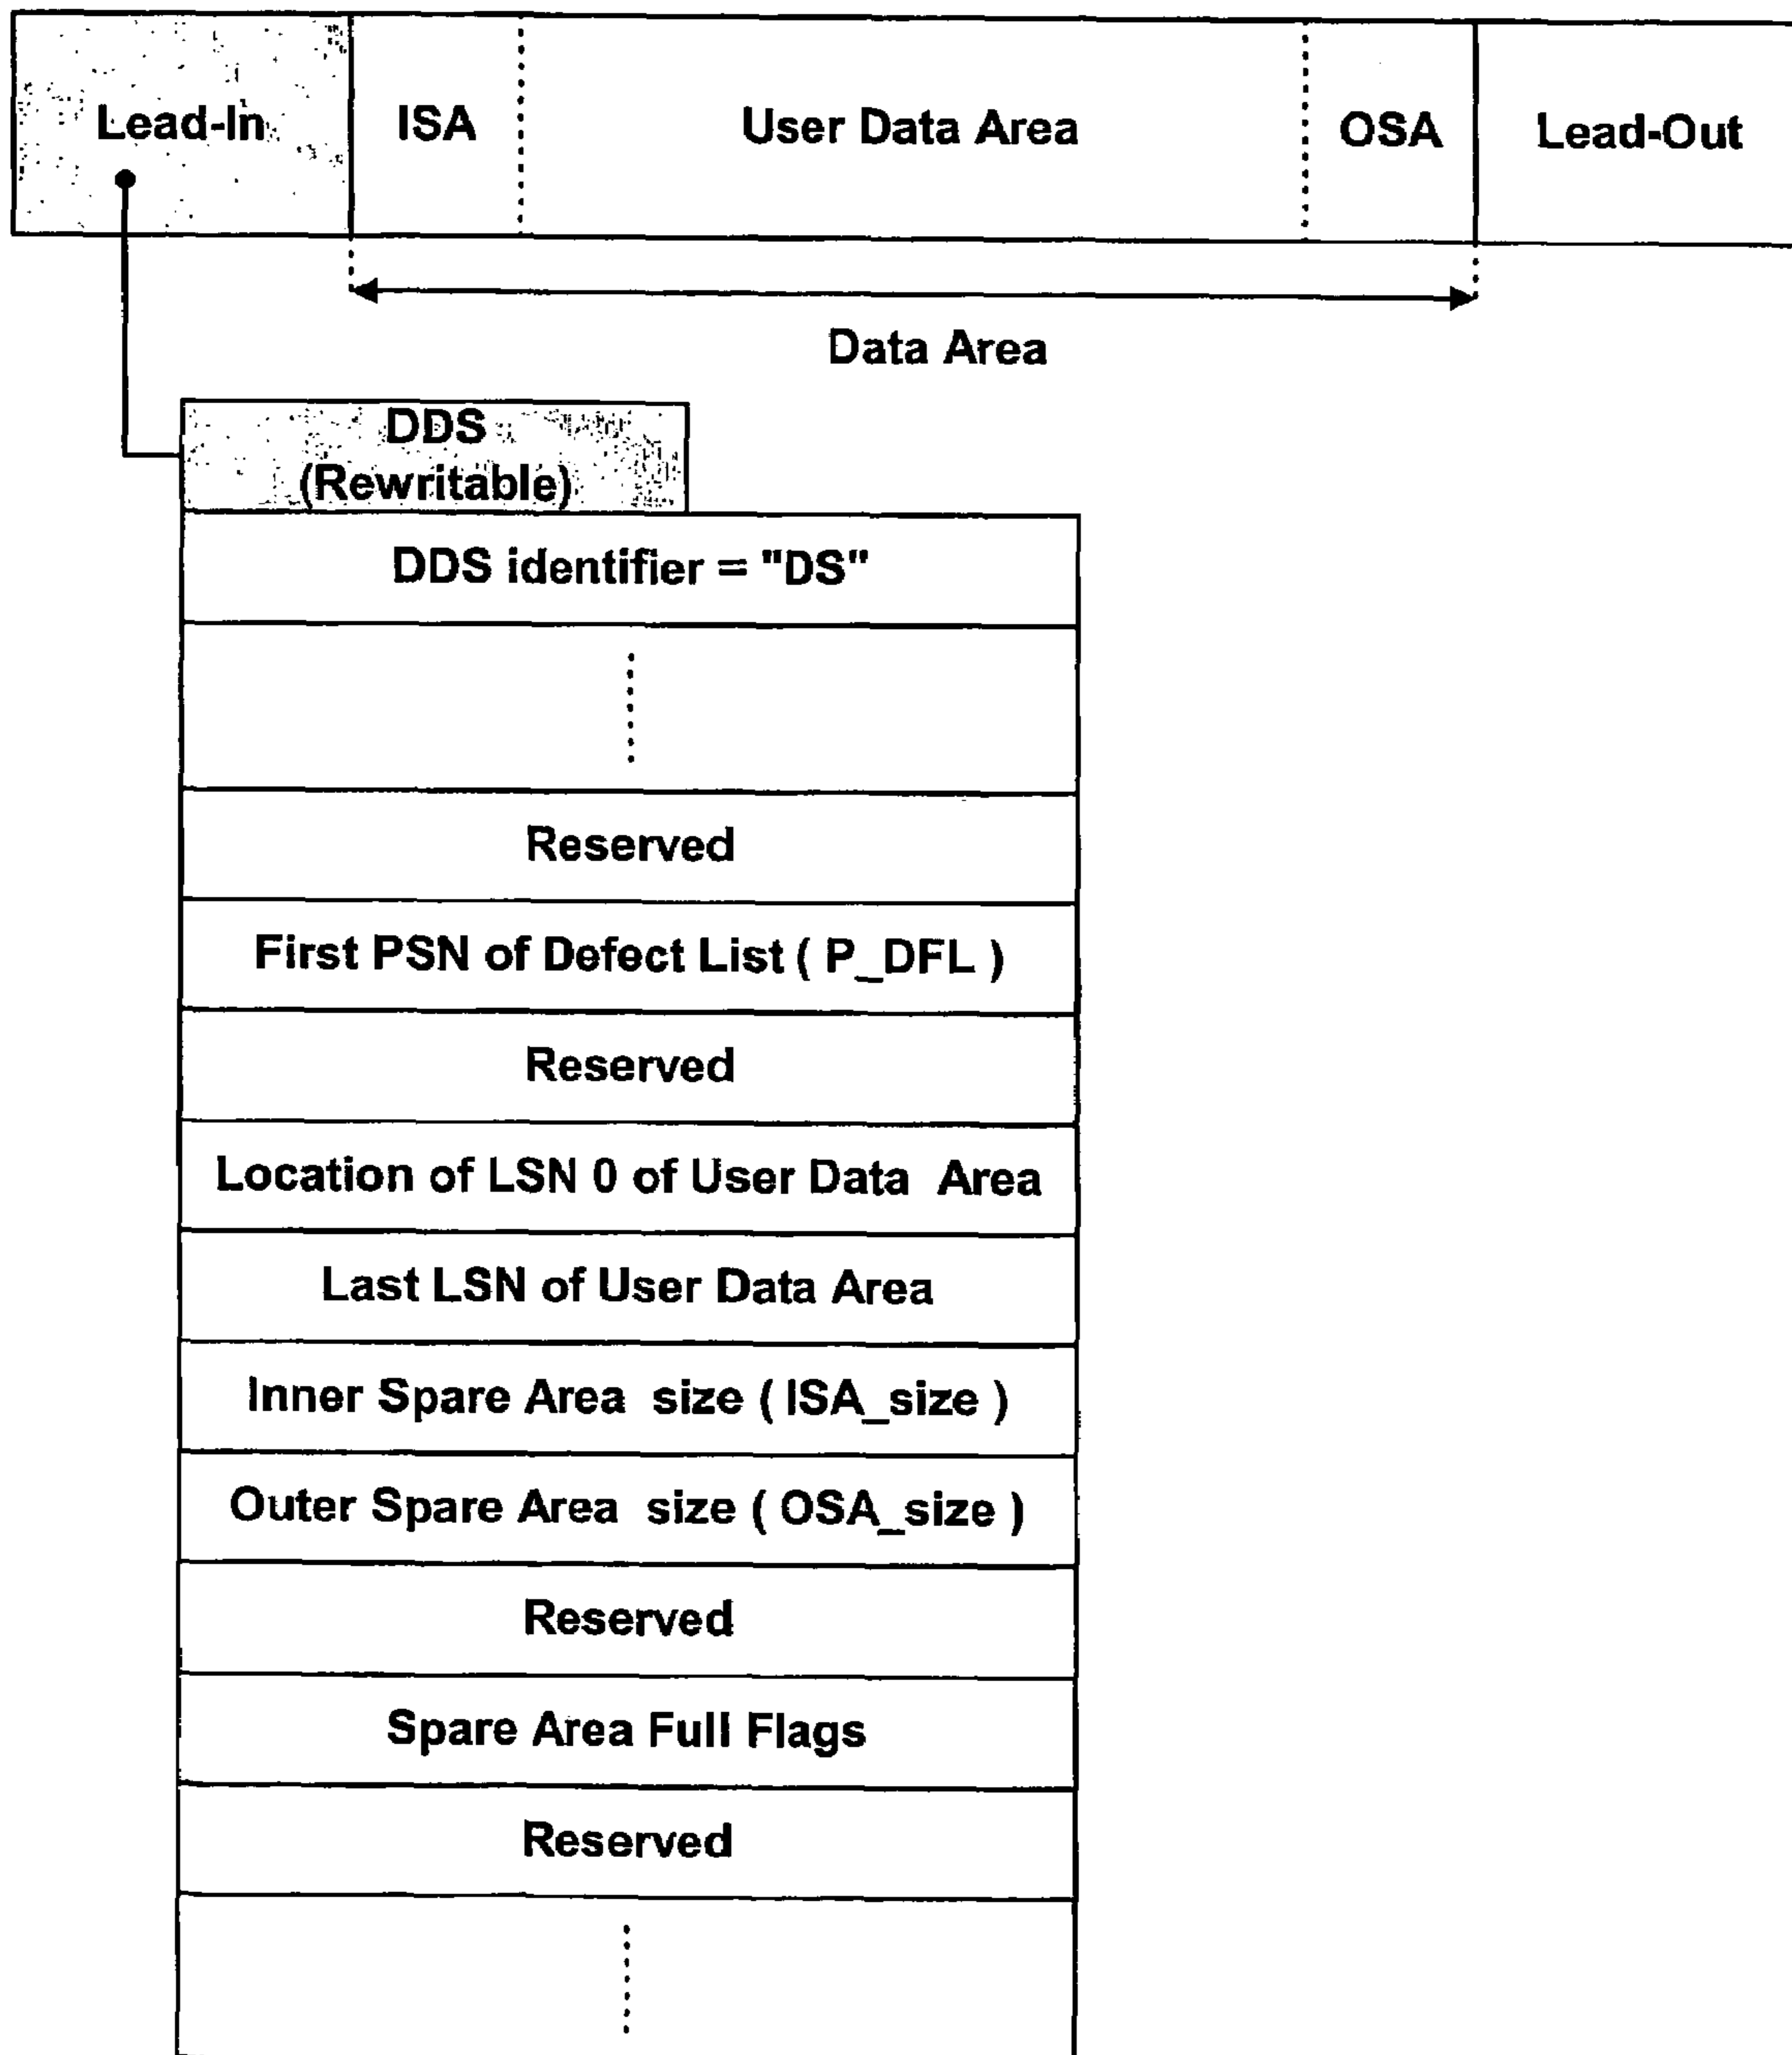 Lead-In
ISA
User Data Area
OSA
Lead-Out
Data Area
DDS
(Rewritable)
DDS identifier = "DS"
Reserved
First PSN of Defect List ( P_DFL )
Reserved
Location of LSN 0 of User Data Area
Last LSN of User Data Area
Inner Spare Area size ( ISA_size )
Outer Spare Area size ( OSA_size )
Reserved
Spare Area Full Flags
Reserved